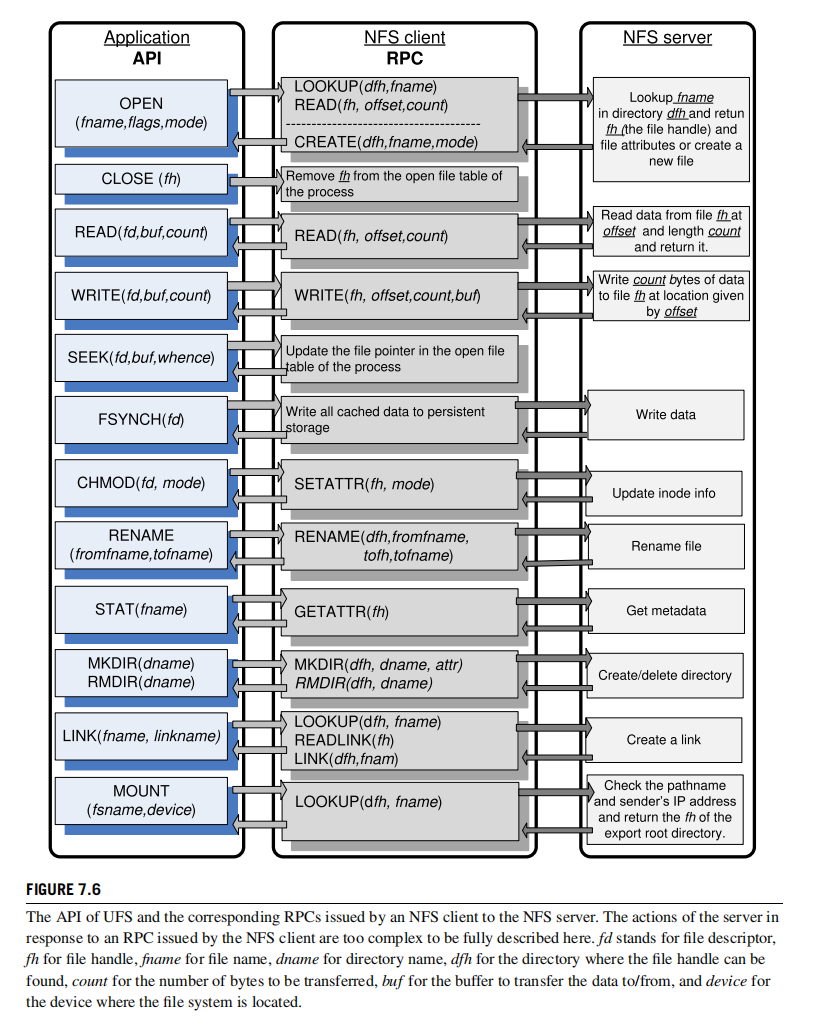 Application
API
NFS client
RPC
NFS server
OPEN
(fname,flags,mode)
LOOKUP(dfh,fname)
READ(fh, offset,count)
CREATE(dfh,fname,mode)
Lookup fname
in directory dfh and retun
fh (the file handle) and
file attributes or create a
new file
CLOSE (fh)
Remove fh from the open file table of
the process
READ(fd,buf,count)
READ(fh, offset,count)
Read data from file fh at
offset and length count
and return it.
WRITE(fd,buf,count)
WRITE(fh, offset,count,buf)
Write count bytes of data
to file fh at location given
by offset
SEEK(fd,buf,whence)
Update the file pointer in the open file
table of the process
FSYNCH(fd)
Write all cached data to persistent
storage
Write data
CHMOD(fd, mode)
SETATTR(fh, mode)
Update inode info
RENAME
(fromfname,tofname)
RENAME(dfh,fromfname,
tofh,tofname)
Rename file
STAT(fname)
GETATTR(fh)
Get metadata
MKDIR(dname)
RMDIR(dname)
MKDIR(dfh, dname, attr)
RMDIR(dfh, dname)
Create/delete directory
LINK(fname, linkname)
LOOKUP(dfh, fname)
READLINK(fh)
LINK(dfh,fnam)
Create a link
MOUNT
(fsname,device)
LOOKUP(dfh, fname)
Check the pathname
and sender's IP address
and return the fh of the
export root directory.
FIGURE 7.6
The API of UFS and the corresponding RPCs issued by an NFS client to the NFS server. The actions of the server in
response to an RPC issued by the NFS client are too complex to be fully described here. fd stands for file descriptor,
fh for file handle, fname for file name, dname for directory name, dfh for the directory where the file handle can be
found, count for the number of bytes to be transferred, buf for the buffer to transfer the data to/from, and device for
the device where the file system is located.